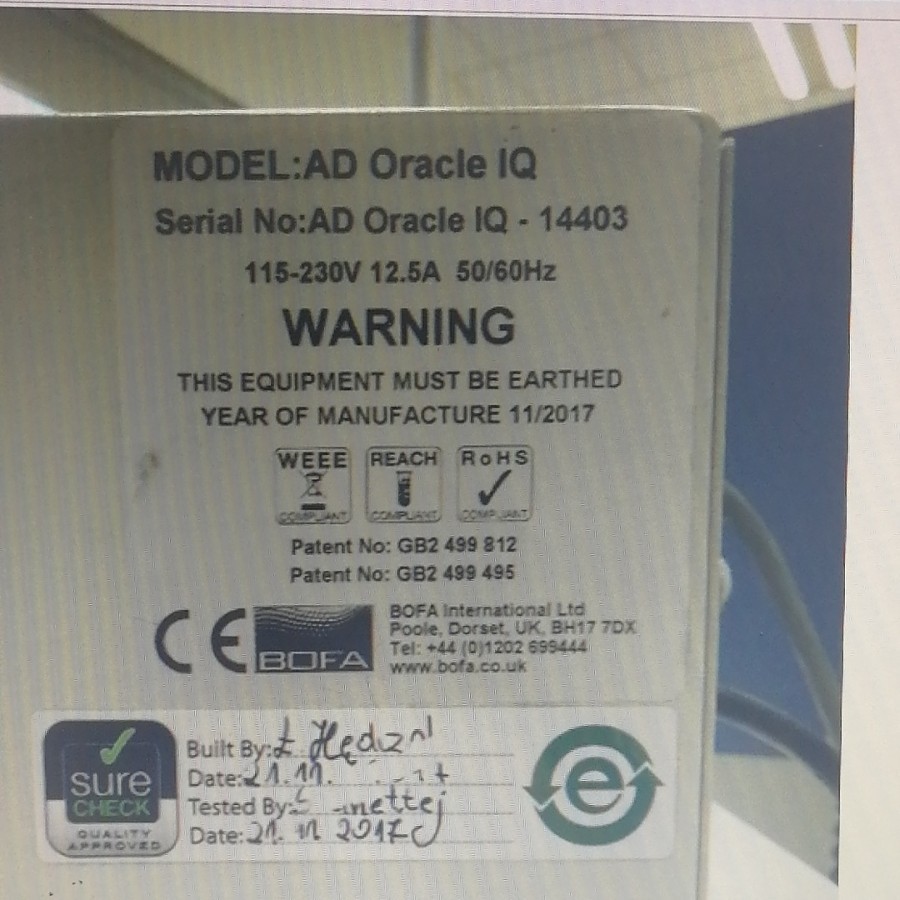 MODEL:AD Oracle IQ
Serial No:AD Oracle IQ - 14403
115-230V 12.5A 50/60Hz
WARNING
THIS EQUIPMENT MUST BE EARTHED
YEAR OF MANUFACTURE 11/2017
WEEE REACH RoHS
COMPLIANT COMPLIANT COMPLIANT
Patent No: GB2 499 812
Patent No: GB2 499 495
CE BOFA
BOFA International Ltd
Poole, Dorset, UK, BH17 7DX
Tel: +44 (0)1202 699444
www.bofa.co.uk
sure
CHECK
QUALITY
APPROVED
Built By:
Date:21.11.
Tested By:
Date:21.11 2017
e